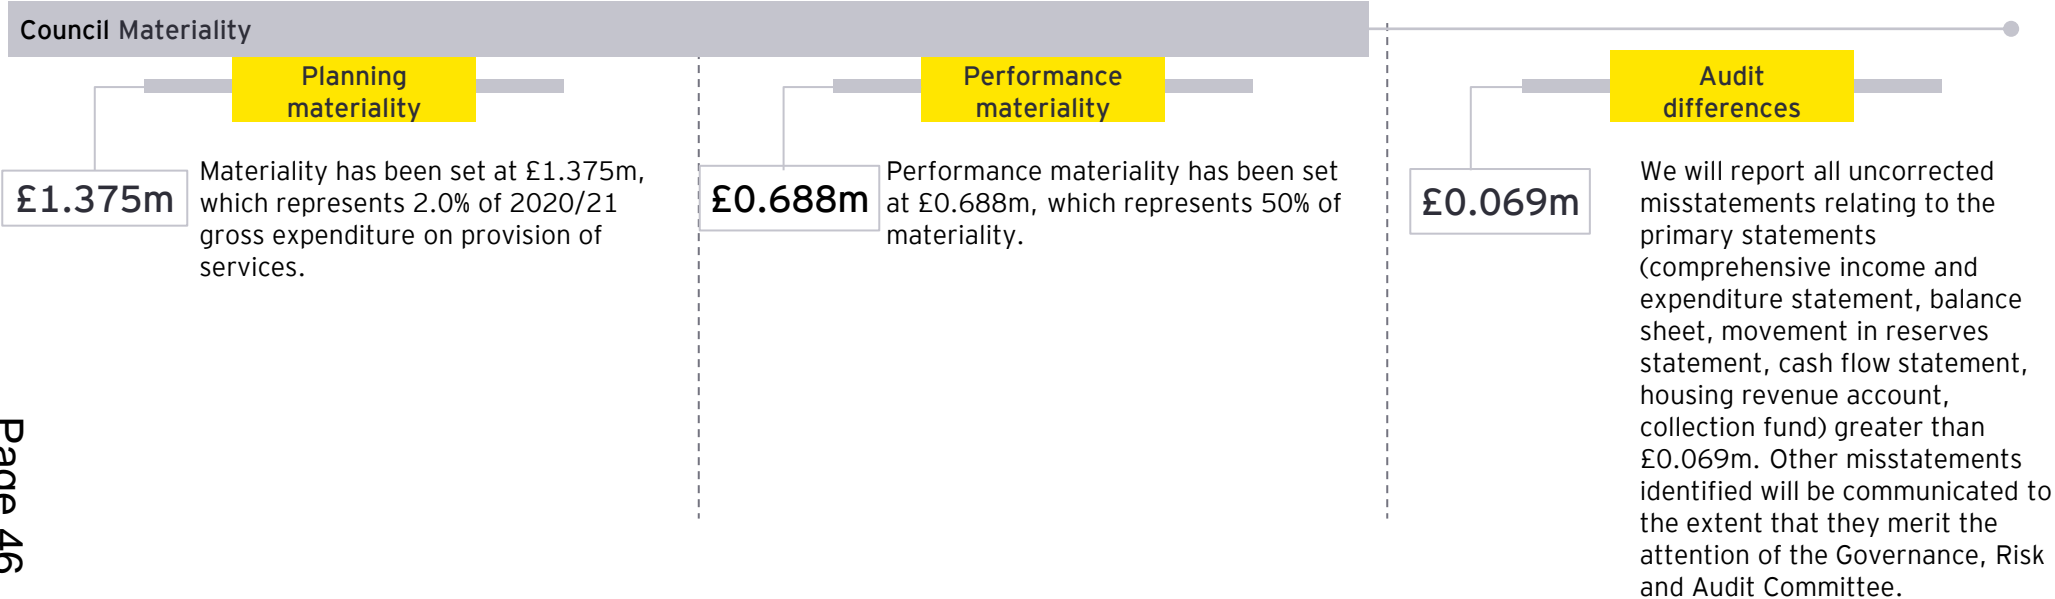 Council Materiality
Planning
materiality
£1.375m
Materiality has been set at £1.375m,
which represents 2.0% of 2020/21
gross expenditure on provision of
services.
Performance
materiality
£0.688m
Performance materiality has been set
at £0.688m, which represents 50% of
materiality.
Audit
differences
£0.069m
We will report all uncorrected
misstatements relating to the
primary statements
(comprehensive income and
expenditure statement, balance
sheet, movement in reserves
statement, cash flow statement,
housing revenue account,
collection fund) greater than
£0.069m. Other misstatements
identified will be communicated to
the extent that they merit the
attention of the Governance, Risk
and Audit Committee.
Page 46